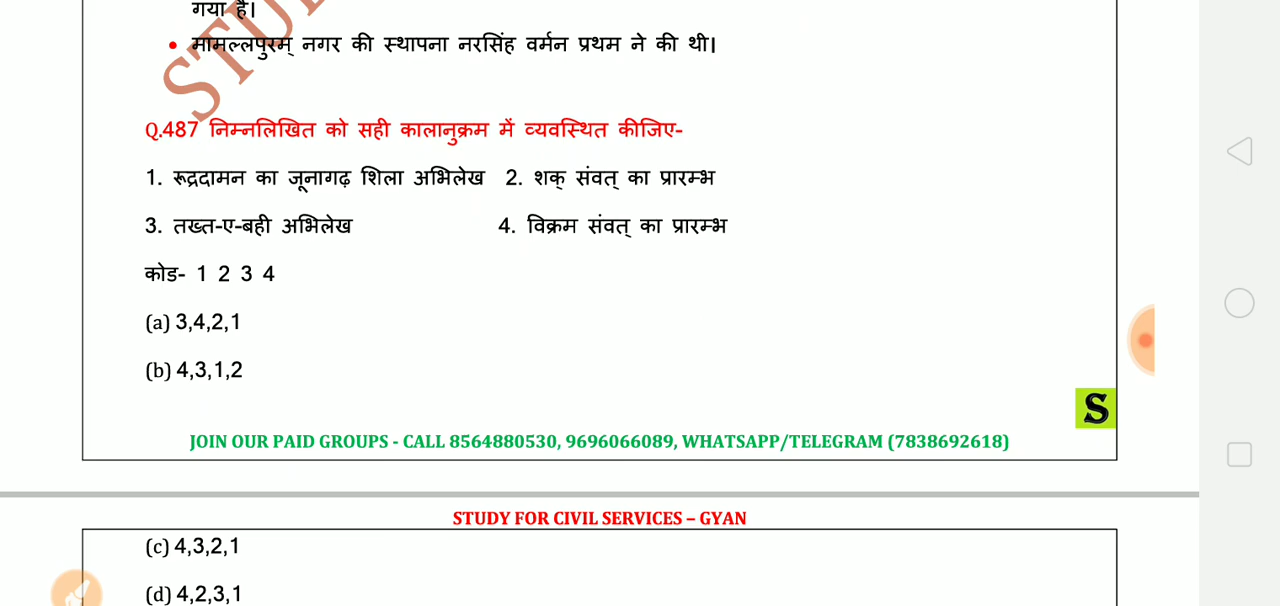 गया है।
• मामल्लपुरम् नगर की स्थापना नरसिंह वर्मन प्रथम ने की थी।
Q.487 निम्नलिखित को सही कालानुक्रम में व्यवस्थित कीजिए-
1. रूद्रदामन का जूनागढ़ शिला अभिलेख 2. शक् संवत् का प्रारम्भ
3. तख्त-ए-बही अभिलेख 4. विक्रम संवत् का प्रारम्भ
कोड- 1 2 3 4
(a) 3,4,2,1
(b) 4,3,1,2
S
JOIN OUR PAID GROUPS - CALL 8564880530, 9696066089, WHATSAPP/TELEGRAM (7838692618)
STUDY FOR CIVIL SERVICES – GYAN
(c) 4,3,2,1
(d) 4,2,3,1